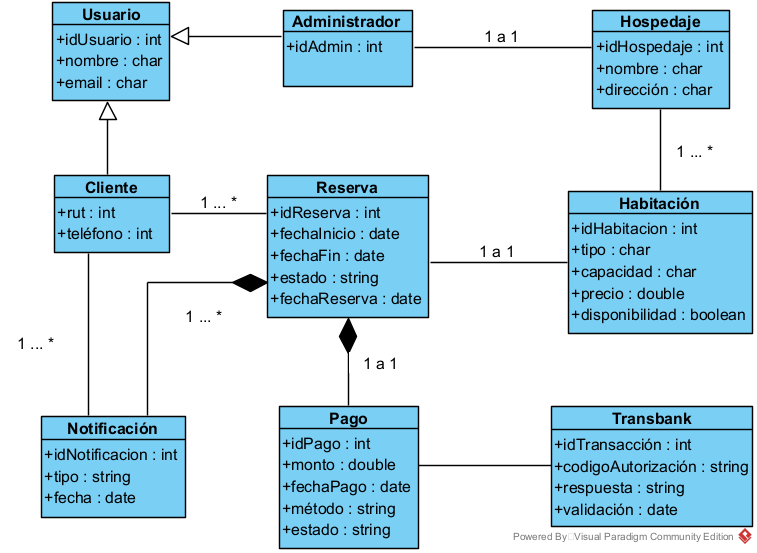 Usuario
+idUsuario : int
+nombre : char
+email : char
Administrador
+idAdmin : int
1 a 1
Hospedaje
+idHospedaje : int
+nombre : char
+dirección : char
1 ... *
Cliente
+rut : int
+teléfono : int
1 ... *
Reserva
+idReserva : int
+fechaInicio : date
+fechaFin : date
+estado : string
+fechaReserva : date
1 a 1
Habitación
+idHabitacion : int
+tipo : char
+capacidad : char
+precio : double
+disponibilidad : boolean
1 ... *
1 ... *
1 a 1
Notificación
+idNotificacion : int
+tipo : string
+fecha : date
Pago
+idPago : int
+monto : double
+fechaPago : date
+método : string
+estado : string
Transbank
+idTransacción : int
+codigoAutorización : string
+respuesta : string
+validación : date
Powered By Visual Paradigm Community Edition